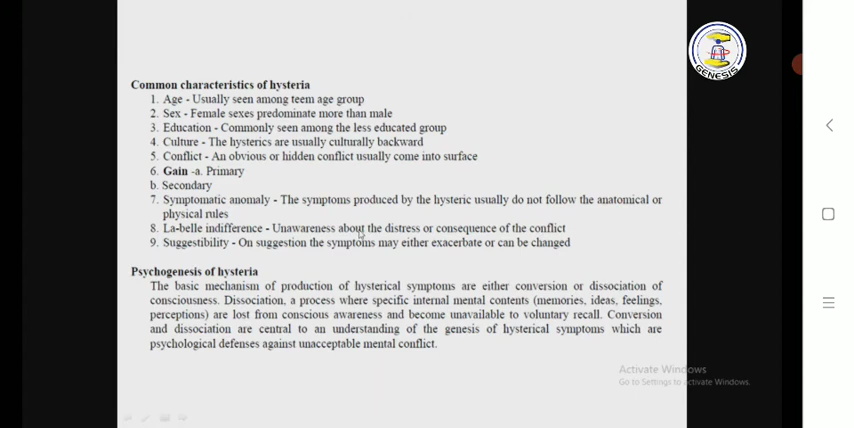 GENESIS
Common characteristics of hysteria
1. Age - Usually seen among teem age group
2. Sex - Female sexes predominate more than male
3. Education - Commonly seen among the less educated group
4. Culture - The hysterics are usually culturally backward
5. Conflict - An obvious or hidden conflict usually come into surface
6. Gain -a. Primary
b. Secondary
7. Symptomatic anomaly - The symptoms produced by the hysteric usually do not follow the anatomical or
physical rules
8. La-belle indifference - Unawareness about the distress or consequence of the conflict
9. Suggestibility - On suggestion the symptoms may either exacerbate or can be changed
Psychogenesis of hysteria
The basic mechanism of production of hysterical symptoms are either conversion or dissociation of
consciousness. Dissociation, a process where specific internal mental contents (memories, ideas, feelings,
perceptions) are lost from conscious awareness and become unavailable to voluntary recall. Conversion
and dissociation are central to an understanding of the genesis of hysterical symptoms which are
psychological defenses against unacceptable mental conflict.
Activate Windows
Go to Settings to activate Windows.